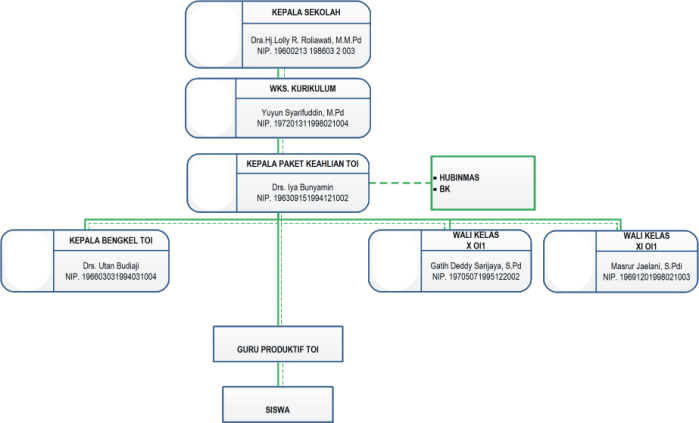 KEPALA SEKOLAH
Dra.Hj.Lolly R. Roliawati, M.M.Pd
NIP. 19600213 198603 2 003
WKS. KURIKULUM
Yuyun Syarifuddin, M.Pd
NIP. 197201311998021004
KEPALA PAKET KEAHLIAN TOI
Drs. Iya Bunyamin
NIP. 196309151994121002
• HUBINMAS
• BK
KEPALA BENGKEL TOI
Drs. Utan Budiaji
NIP. 196603031994031004
WALI KELAS
X OI1
Gatih Deddy Sarijaya, S.Pd
NIP. 19705071995122002
WALI KELAS
XI OI1
Masrur Jaelani, S.Pdi
NIP. 19691201998021003
GURU PRODUKTIF TOI
SISWA